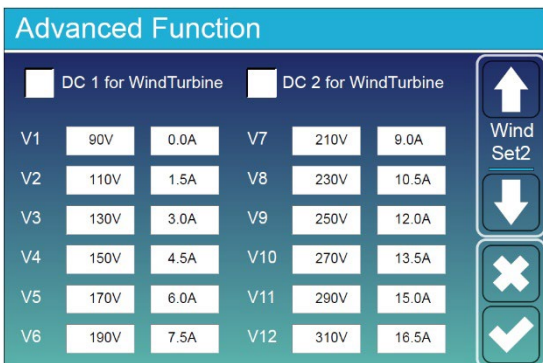 Advanced Function
DC 1 for WindTurbine DC 2 for WindTurbine
V1 90V 0.0A V7 210V 9.0A
V2 110V 1.5A V8 230V 10.5A
V3 130V 3.0A V9 250V 12.0A
V4 150V 4.5A V10 270V 13.5A
V5 170V 6.0A V11 290V 15.0A
V6 190V 7.5A V12 310V 16.5A
Wind
Set2